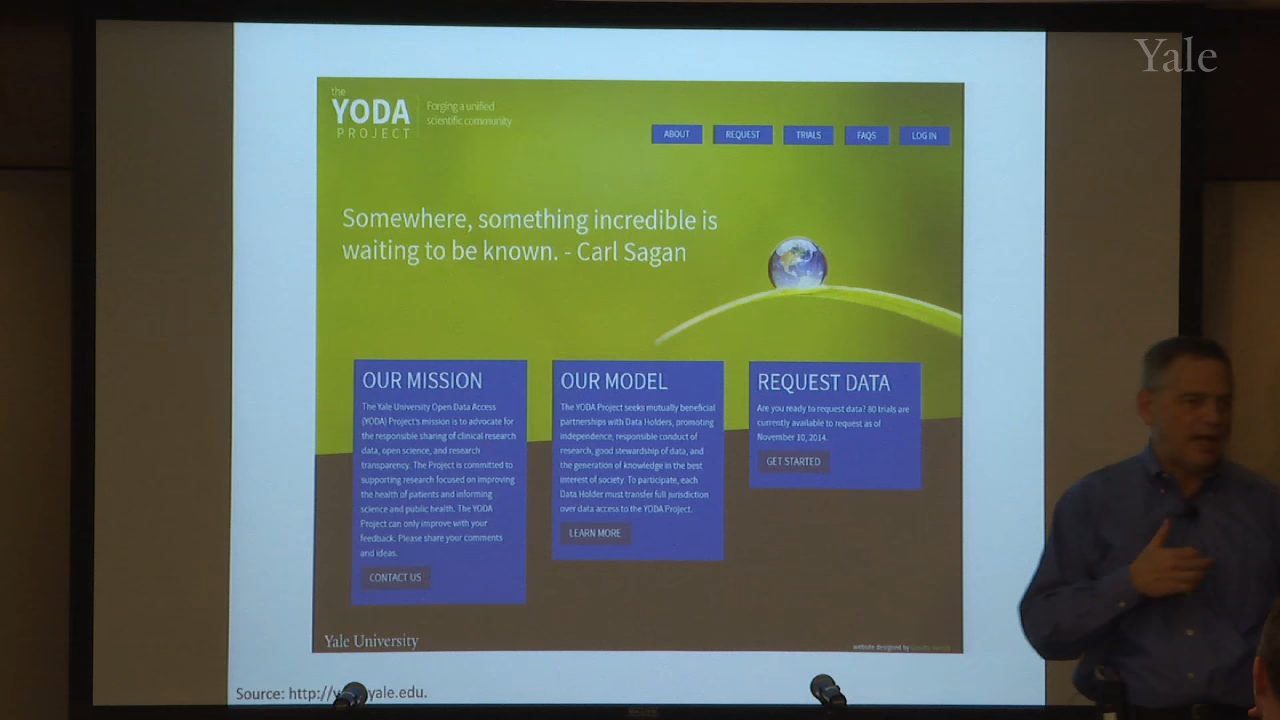 Yale
the
YODA
PROJECT
Forging a unified
scientific community
ABOUT
REQUEST
TRIALS
FAQS
LOG IN
Somewhere, something incredible is
waiting to be known. - Carl Sagan
OUR MISSION
The Yale University Open Data Access
(YODA) Project's mission is to advocate for
the responsible sharing of clinical research
data, open science, and research
transparency. The Project is committed to
supporting research focused on improving
the health of patients and informing
science and public health. The YODA
Project can only improve with your
feedback. Please share your comments
and ideas.
CONTACT US
OUR MODEL
The YODA Project seeks mutually beneficial
partnerships with Data Holders, promoting
independence, responsible conduct of
research, good stewardship of data, and
the generation of knowledge in the best
interest of society. To participate, each
Data Holder must transfer full jurisdiction
over data access to the YODA Project.
LEARN MORE
REQUEST DATA
Are you ready to request data? 80 trials are
currently available to request as of
November 10, 2014.
GET STARTED
Yale University
website designed by
Source: http://y yale.edu.